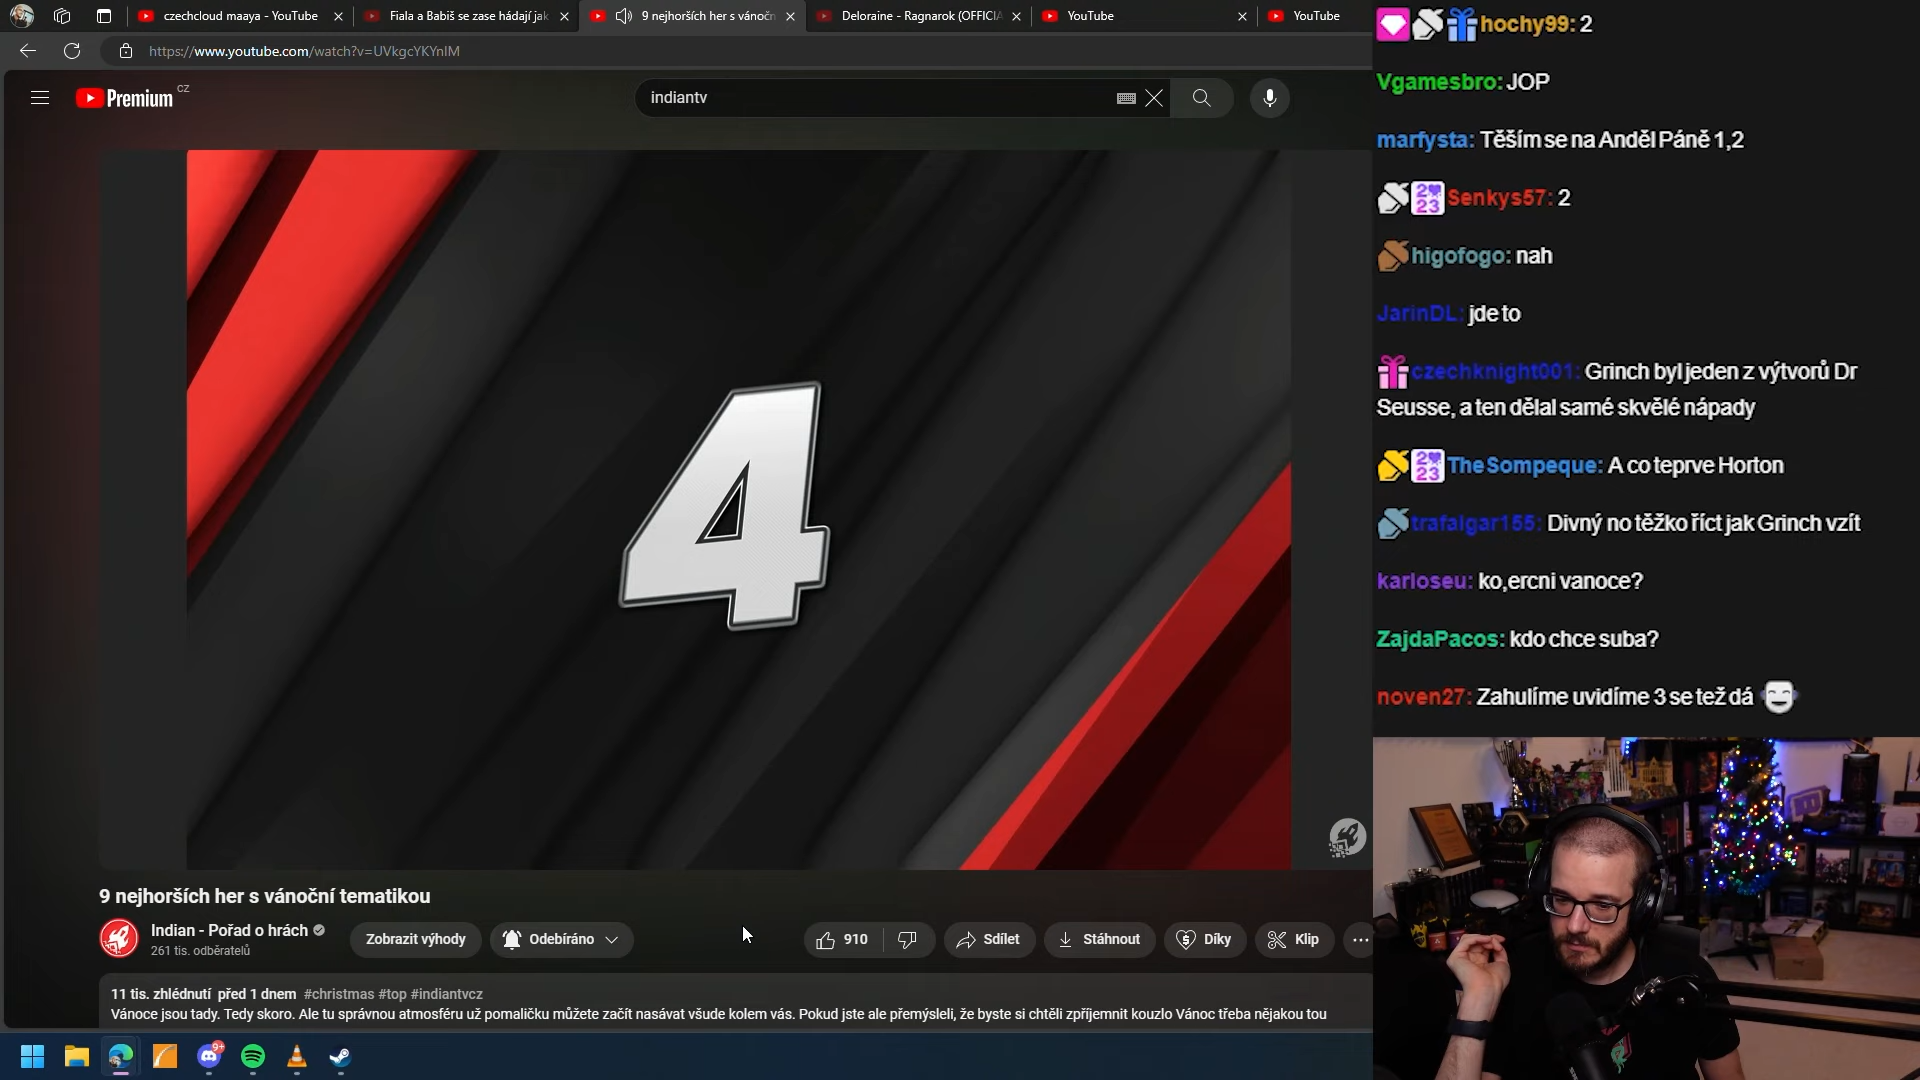 czechcloud maaya - YouTube
Fiala a Babiš se zase hádají jak
9 nejhorších her s vánočn
Deloraine - Ragnarok (OFFICIA
YouTube
YouTube
https://www.youtube.com/watch?v=UVkgcYKYnIM
Premium CZ
indiantv
4
9 nejhorších her s vánoční tematikou
Indian - Pořad o hrách
261 tis. odběratelů
Zobrazit výhody
Odebíráno
910
Sdílet
Stáhnout
Díky
Klip
11 tis. zhlédnutí před 1 dnem #christmas #top #indiantvcz
Vánoce jsou tady. Tedy skoro. Ale tu správnou atmosféru už pomaličku můžete začít nasávat všude kolem vás. Pokud jste ale přemýsleli, že byste si chtěli zpříjemnit kouzlo Vánoc třeba nějakou tou
9+
hochy99: 2
Vgamesbro: JOP
marfysta: Těším se na Anděl Páně 1,2
2023 Senkys57: 2
higofogo: nah
JarinDL: jde to
czechknight001: Grinch byl jeden z výtvorů Dr
Seusse, a ten dělal samé skvělé nápady
2023 TheSompeque: A co teprve Horton
trafalgar155: Divný no těžko říct jak Grinch vzít
karloseu: ko,ercni vanoce?
ZajdaPacos: kdo chce suba?
noven27: Zahulíme uvidíme 3 se tež dá